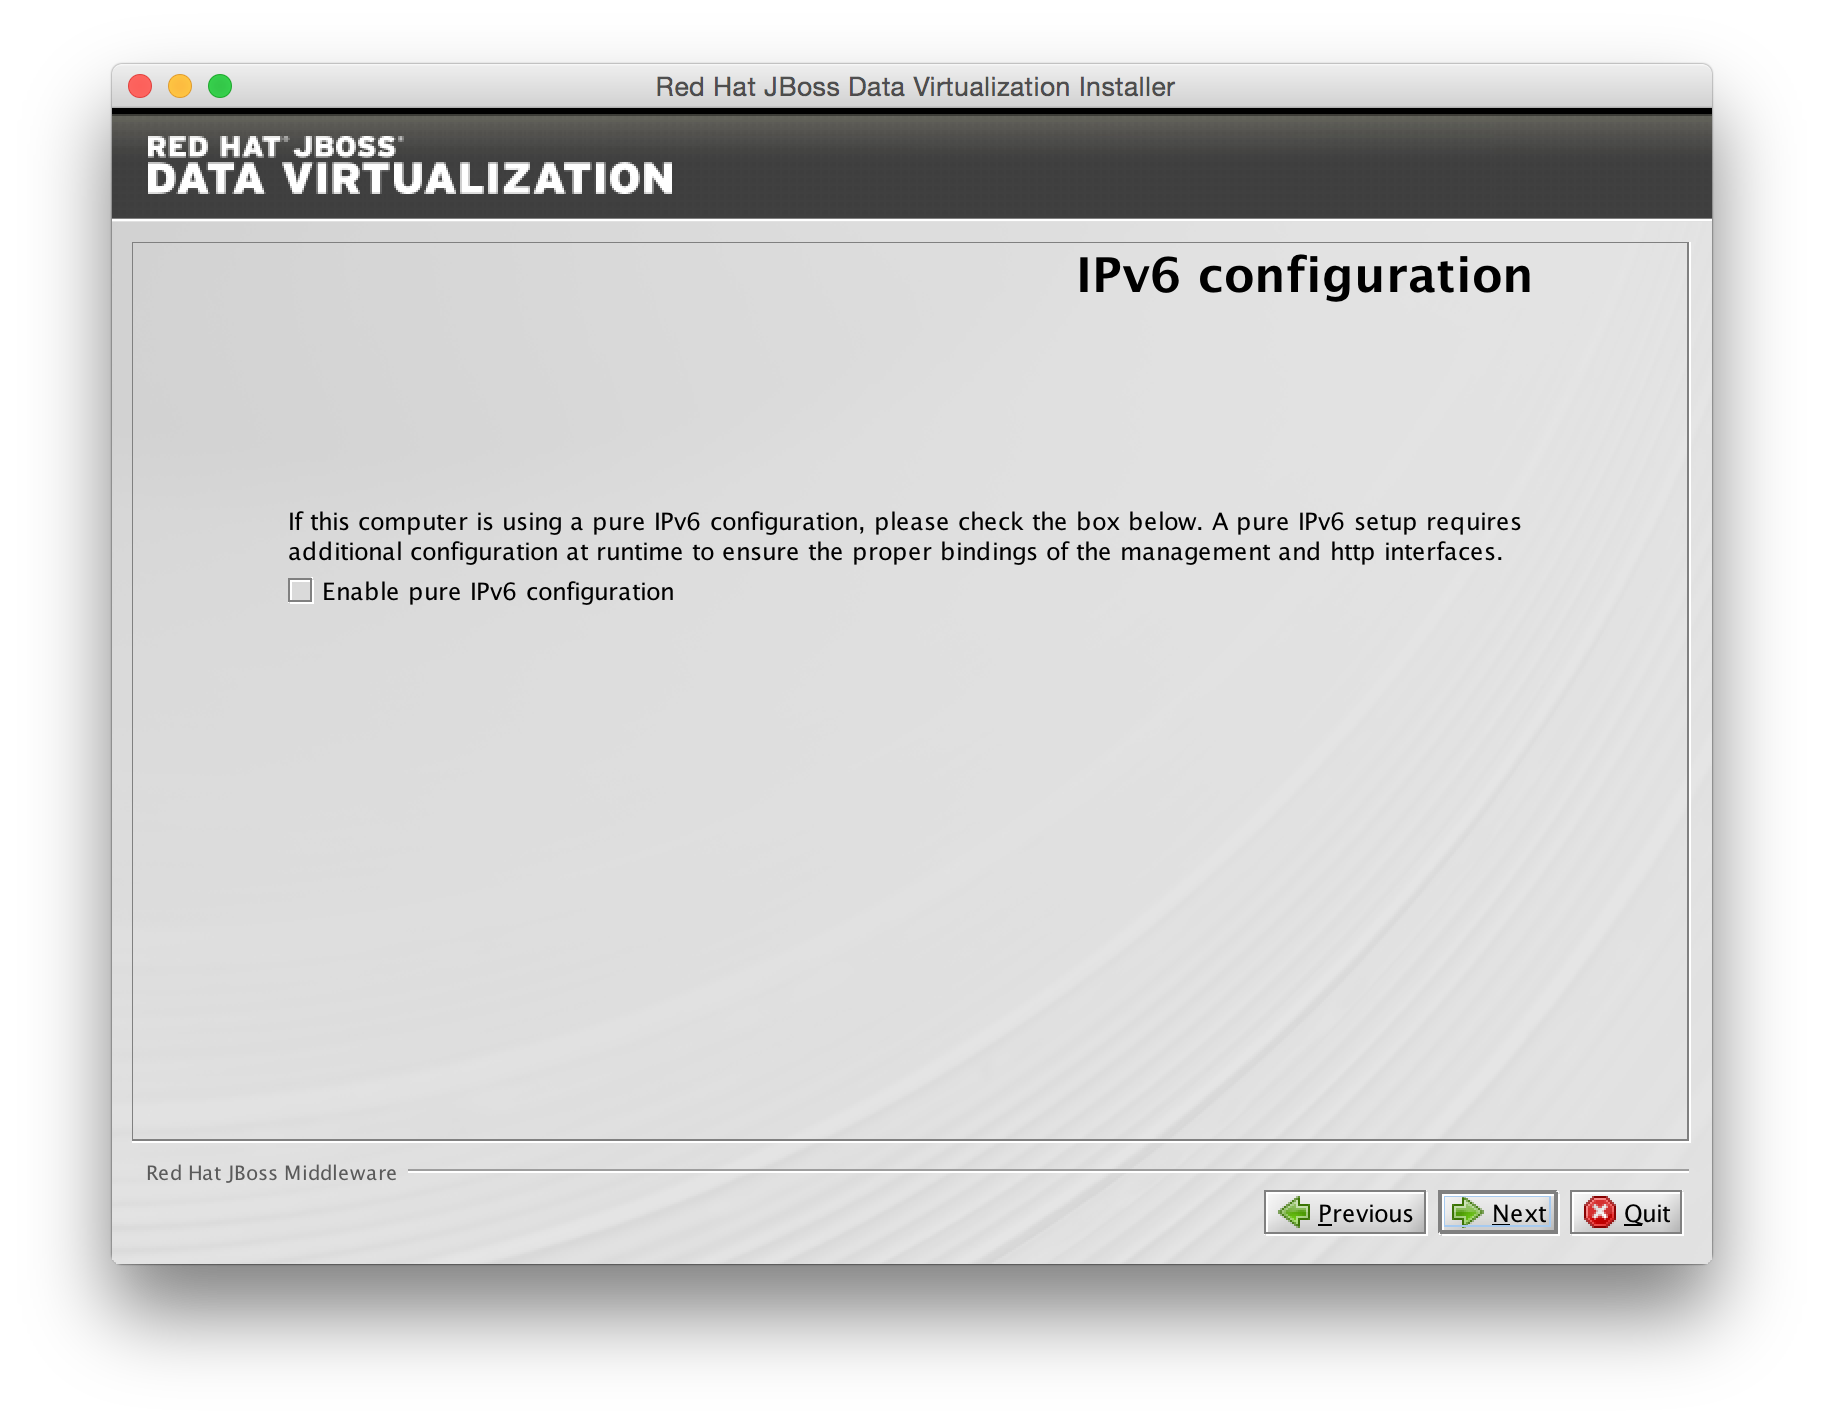 Red Hat JBoss Data Virtualization Installer
RED HAT® JBOSS®
DATA VIRTUALIZATION
IPv6 configuration
If this computer is using a pure IPv6 configuration, please check the box below. A pure IPv6 setup requires
additional configuration at runtime to ensure the proper bindings of the management and http interfaces.
Enable pure IPv6 configuration
Red Hat JBoss Middleware
Previous Next Quit